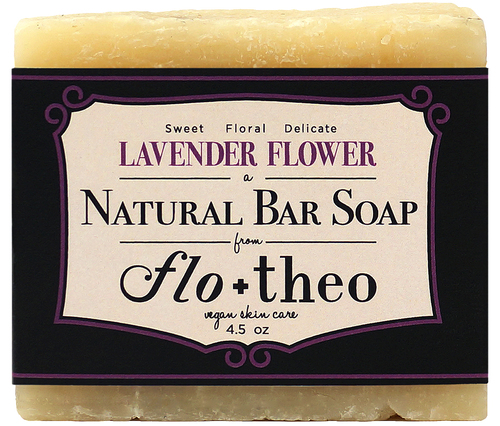 Sweet Floral Delicate
LAVENDER FLOWER
a
NATURAL BAR SOAP
from
flo+theo
vegan skin care
4.5 oz